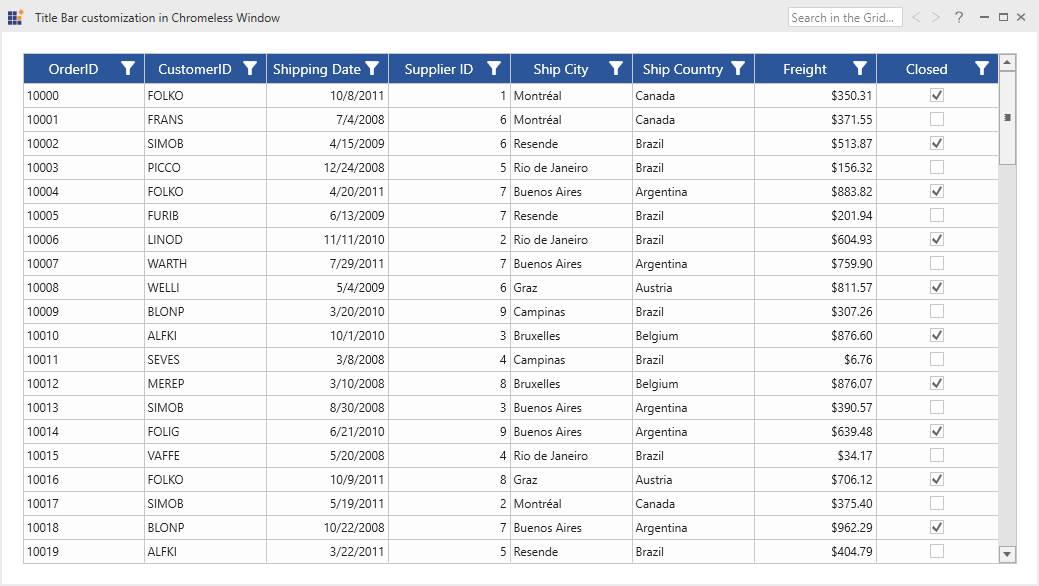 Title Bar customization in Chromeless Window Search in the Grid... ?
OrderID CustomerID Shipping Date Supplier ID Ship City Ship Country Freight Closed
10000 FOLKO 10/8/2011 1 Montréal Canada $350.31
10001 FRANS 7/4/2008 6 Montréal Canada $371.55
10002 SIMOB 4/15/2009 6 Resende Brazil $513.87
10003 PICCO 12/24/2008 5 Rio de Janeiro Brazil $156.32
10004 FOLKO 4/20/2011 7 Buenos Aires Argentina $883.82
10005 FURIB 6/13/2009 7 Resende Brazil $201.94
10006 LINOD 11/11/2010 2 Rio de Janeiro Brazil $604.93
10007 WARTH 7/29/2011 7 Buenos Aires Argentina $759.90
10008 WELLI 5/4/2009 6 Graz Austria $811.57
10009 BLONP 3/20/2010 9 Campinas Brazil $307.26
10010 ALFKI 10/1/2010 3 Bruxelles Belgium $876.60
10011 SEVES 3/8/2008 4 Campinas Brazil $6.76
10012 MEREP 3/10/2008 8 Bruxelles Belgium $876.07
10013 SIMOB 8/30/2008 3 Buenos Aires Argentina $390.57
10014 FOLIG 6/21/2010 9 Buenos Aires Argentina $639.48
10015 VAFFE 5/20/2008 4 Rio de Janeiro Brazil $34.17
10016 FOLKO 10/9/2011 8 Graz Austria $706.12
10017 SIMOB 5/19/2011 2 Montréal Canada $375.40
10018 BLONP 10/22/2008 7 Buenos Aires Argentina $962.29
10019 ALFKI 3/22/2011 5 Resende Brazil $404.79